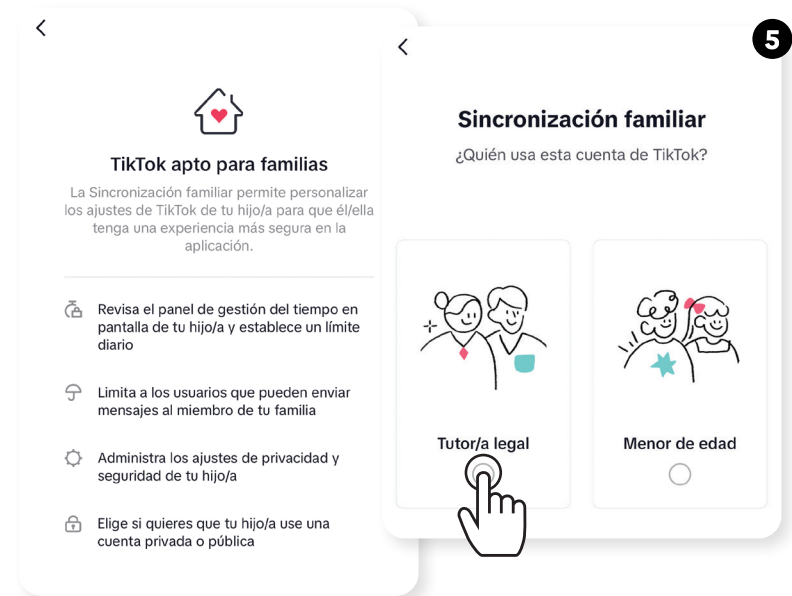 TikTok apto para familias
La Sincronización familiar permite personalizar
los ajustes de TikTok de tu hijo/a para que él/ella
tenga una experiencia más segura en la
aplicación.
Revisa el panel de gestión del tiempo en
pantalla de tu hijo/a y establece un límite
diario
Limita a los usuarios que pueden enviar
mensajes al miembro de tu familia
Administra los ajustes de privacidad y
seguridad de tu hijo/a
Elige si quieres que tu hijo/a use una
cuenta privada o pública
5
Sincronización familiar
¿Quién usa esta cuenta de TikTok?
Tutor/a legal
Menor de edad